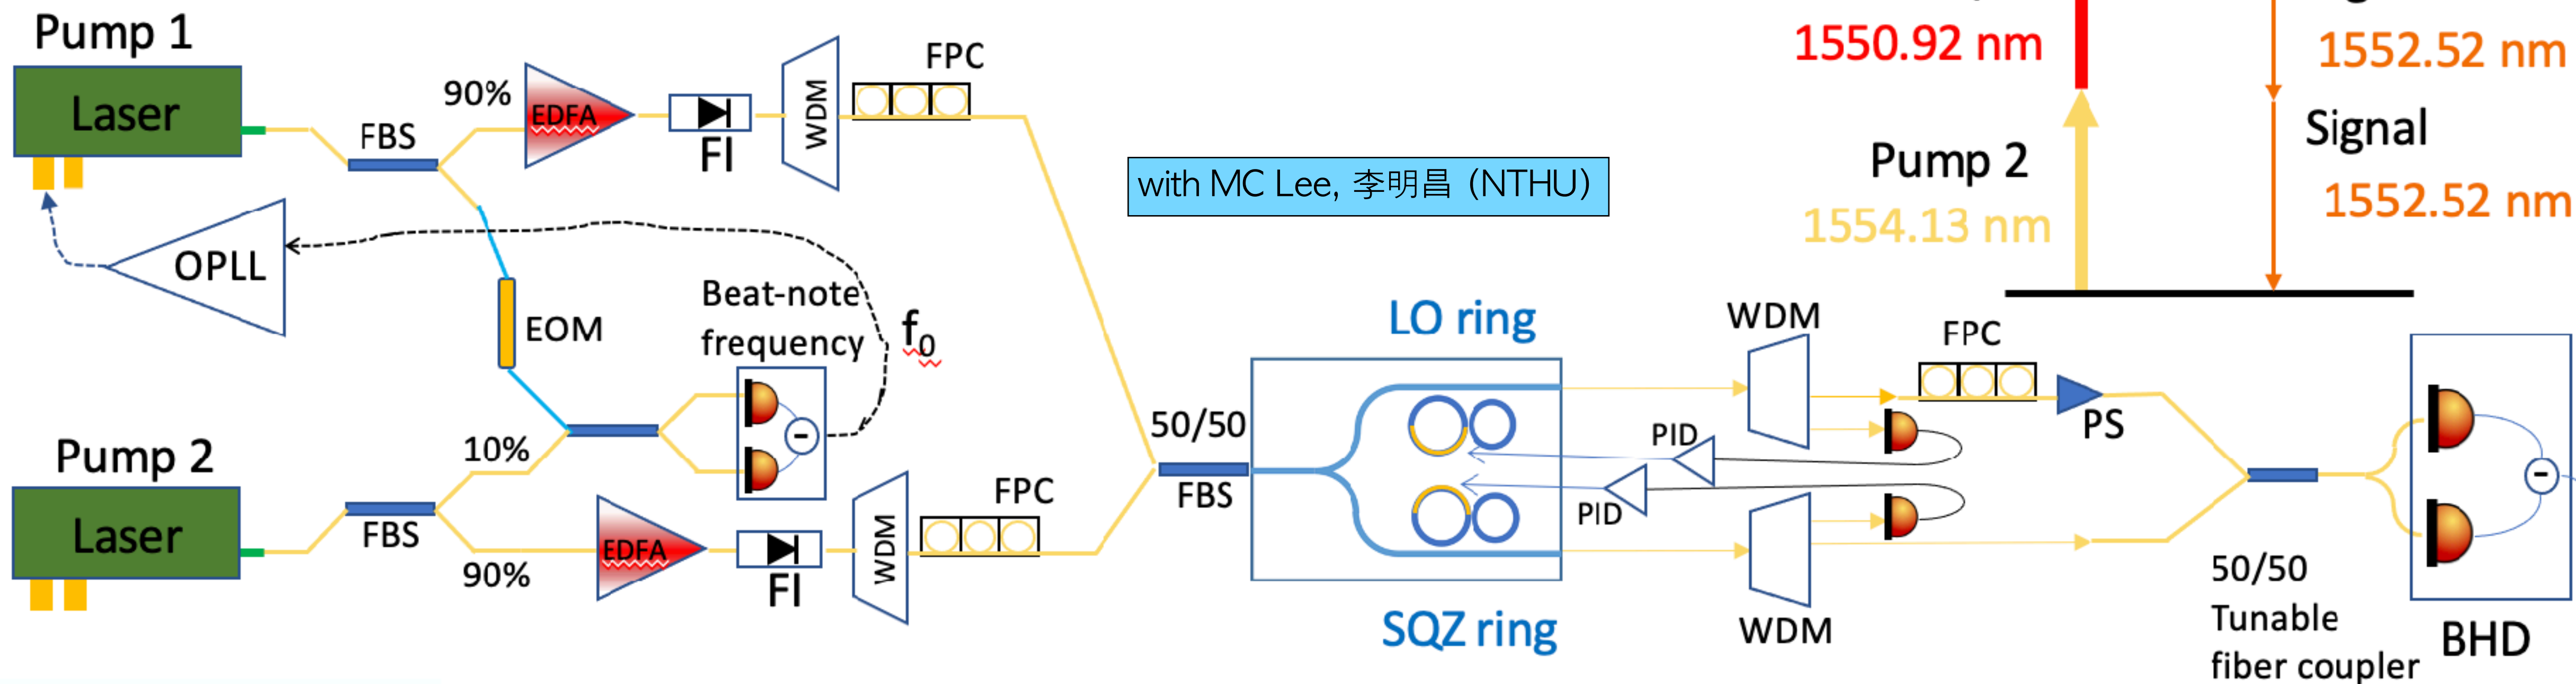 Pump 1
Laser
FBS
90%
EDFA
FI
WDM
FPC
OPLL
EOM
Beat-note
frequency
f0
Pump 2
Laser
FBS
10%
90%
EDFA
FI
WDM
FPC
with MC Lee, 李明昌 (NTHU)
1550.92 nm
1552.52 nm
Pump 2
1554.13 nm
Signal
1552.52 nm
50/50
FBS
LO ring
SQZ ring
PID
PID
WDM
WDM
FPC
PS
50/50
Tunable
fiber coupler
BHD